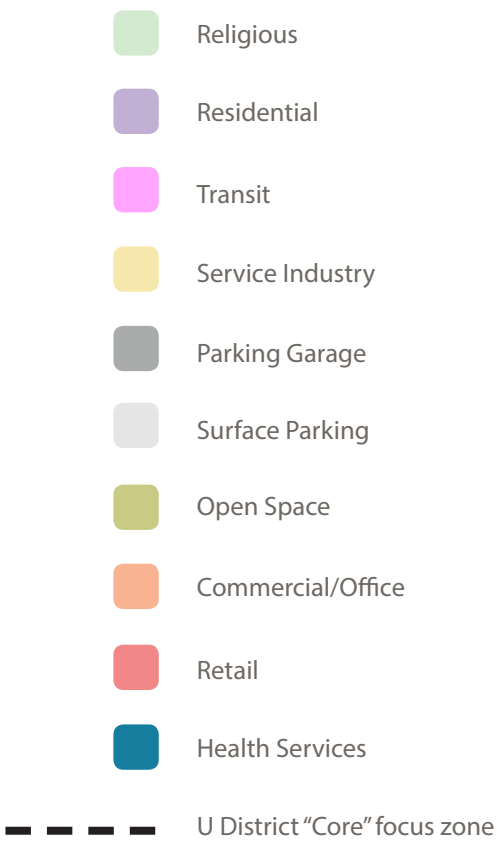 Religious
Residential
Transit
Service Industry
Parking Garage
Surface Parking
Open Space
Commercial/Office
Retail
Health Services
U District “Core” focus zone